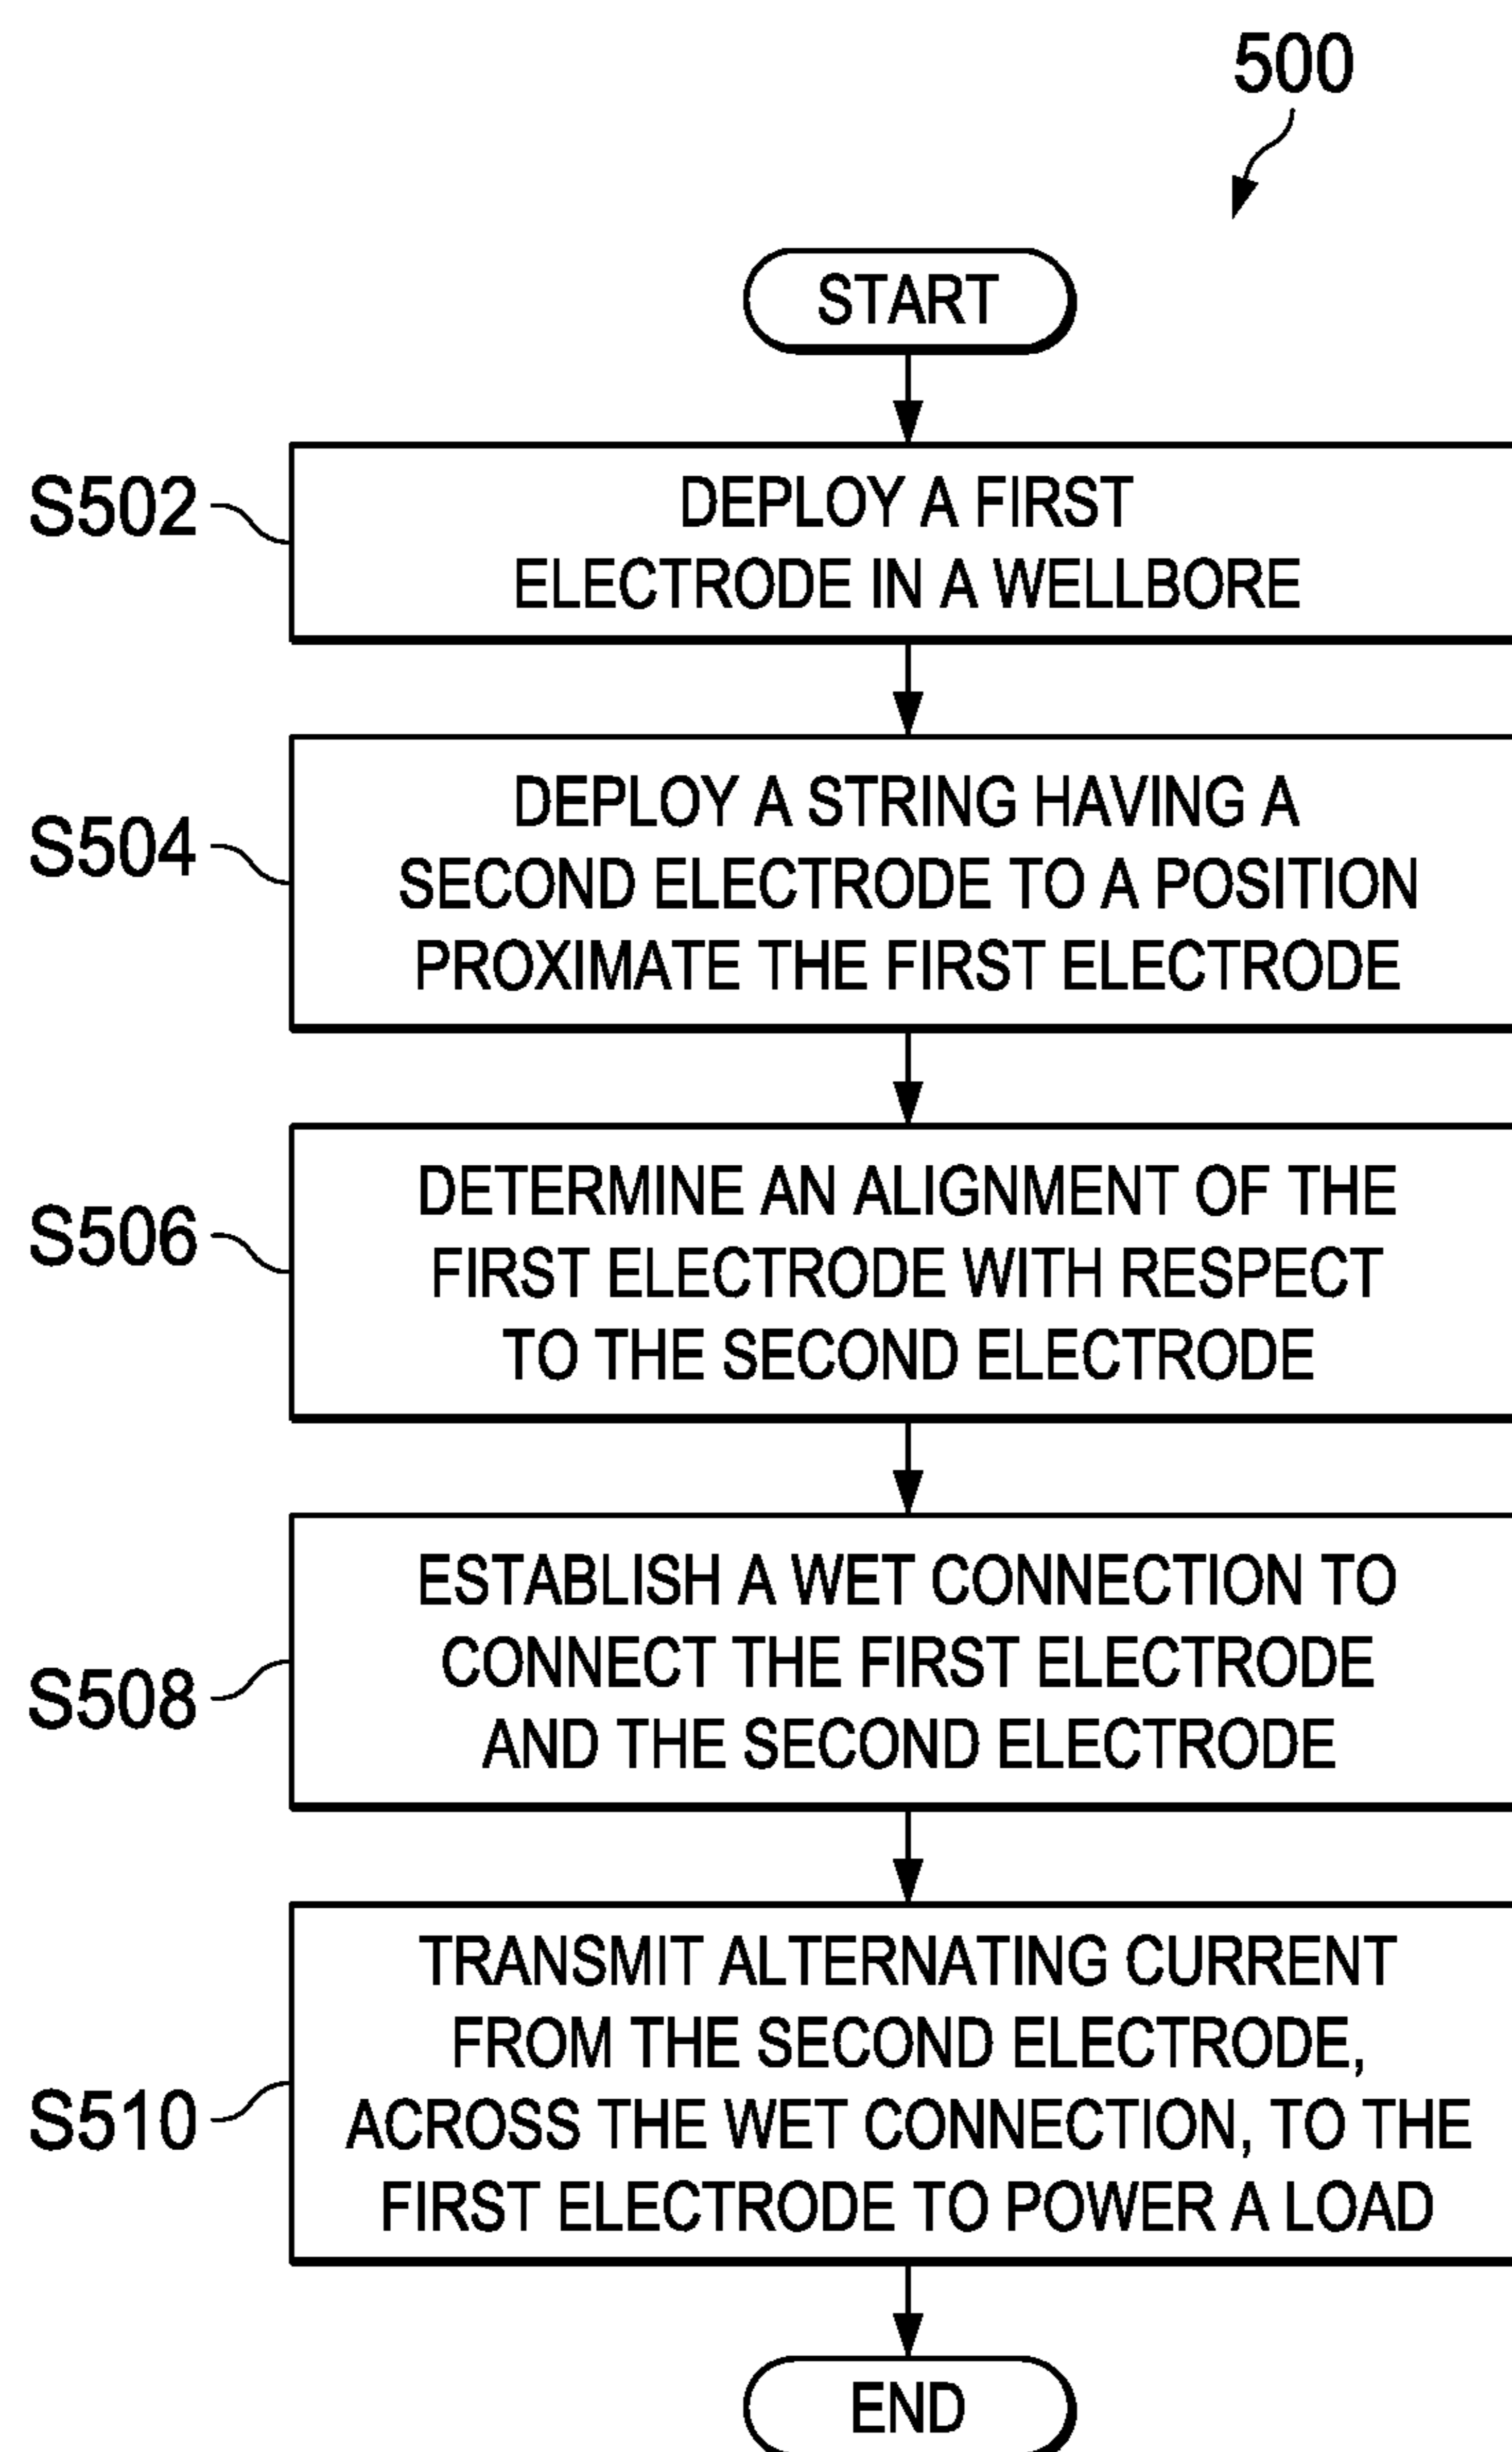 500
START
S502
DEPLOY A FIRST
ELECTRODE IN A WELLBORE
S504
DEPLOY A STRING HAVING A
SECOND ELECTRODE TO A POSITION
PROXIMATE THE FIRST ELECTRODE
S506
DETERMINE AN ALIGNMENT OF THE
FIRST ELECTRODE WITH RESPECT
TO THE SECOND ELECTRODE
S508
ESTABLISH A WET CONNECTION TO
CONNECT THE FIRST ELECTRODE
AND THE SECOND ELECTRODE
S510
TRANSMIT ALTERNATING CURRENT
FROM THE SECOND ELECTRODE,
ACROSS THE WET CONNECTION, TO THE
FIRST ELECTRODE TO POWER A LOAD
END